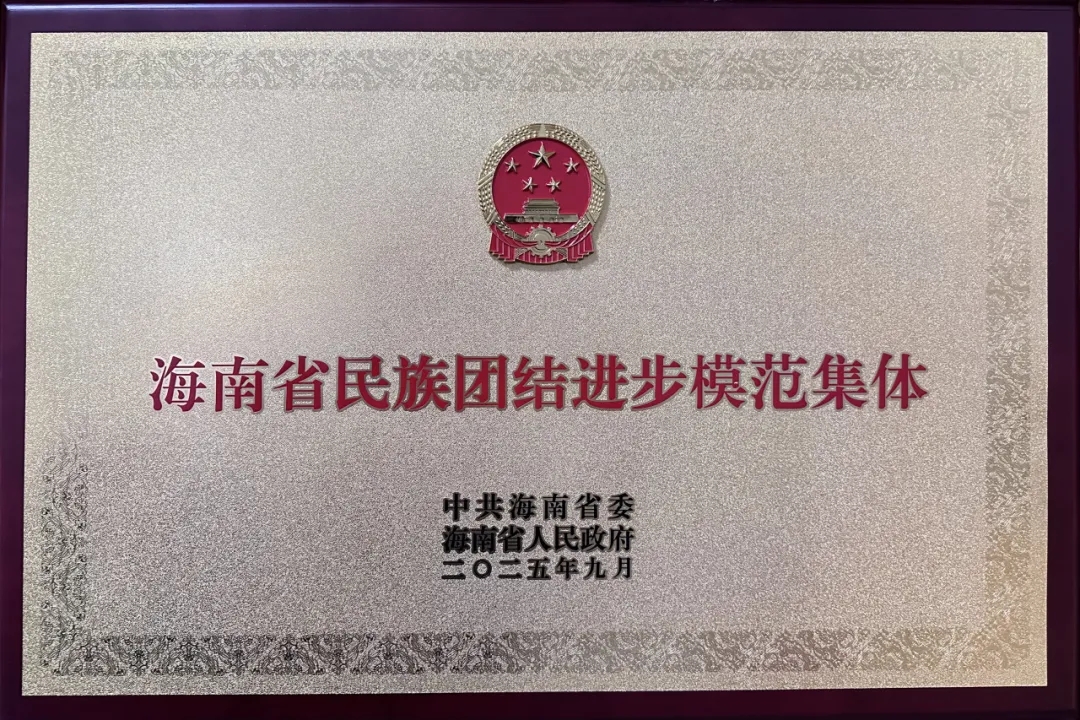 海南省民族团结进步模范集体
中共海南省委
海南省人民政府
二〇二五年九月